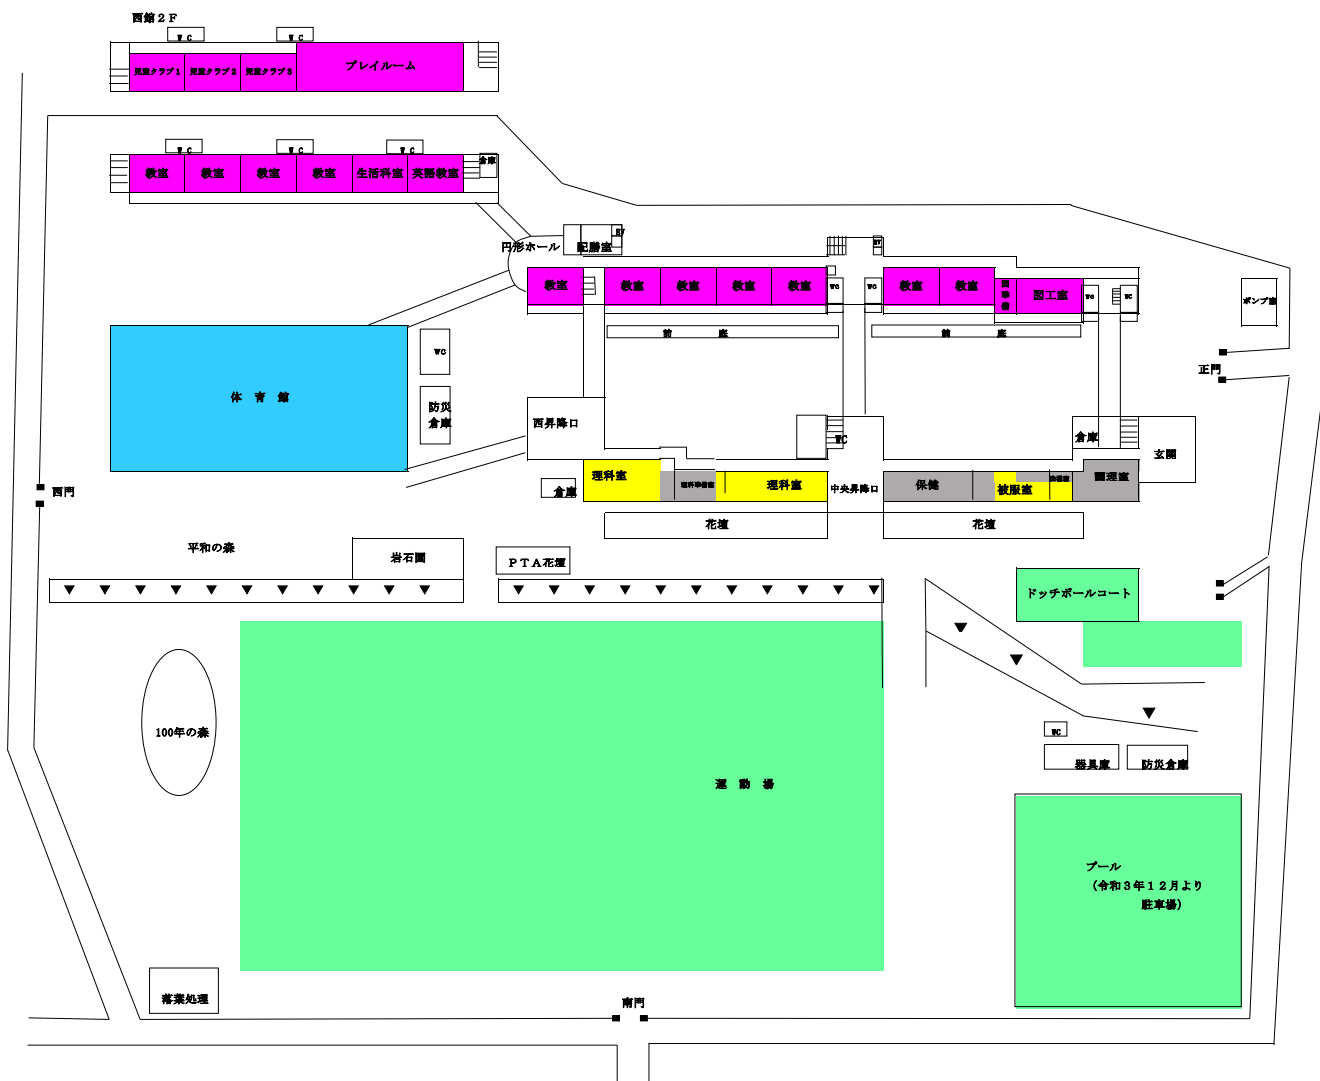 西館２Ｆ
ＷＣ
ＷＣ
児童クラブ１
児童クラブ２
児童クラブ３
プレイルーム
ＷＣ
ＷＣ
ＷＣ
倉庫
教室
教室
教室
教室
生活科室
英語教室
円形ホール
配膳室
EV
EV
教室
教室
教室
教室
教室
WC
WC
教室
教室
図工室
WC
WC
ポンプ室
前庭
前庭
正門
WC
体育館
防災
倉庫
西昇降口
WC
倉庫
玄関
西門
倉庫
理科室
理科準備室
理科室
中央昇降口
保健
被服室
調理室
花壇
花壇
平和の森
岩石園
ＰＴＡ花壇
ドッチボールコート
100年の森
WC
器具庫
防災倉庫
運動場
プール
（令和３年１２月より
駐車場）
落葉処理
南門